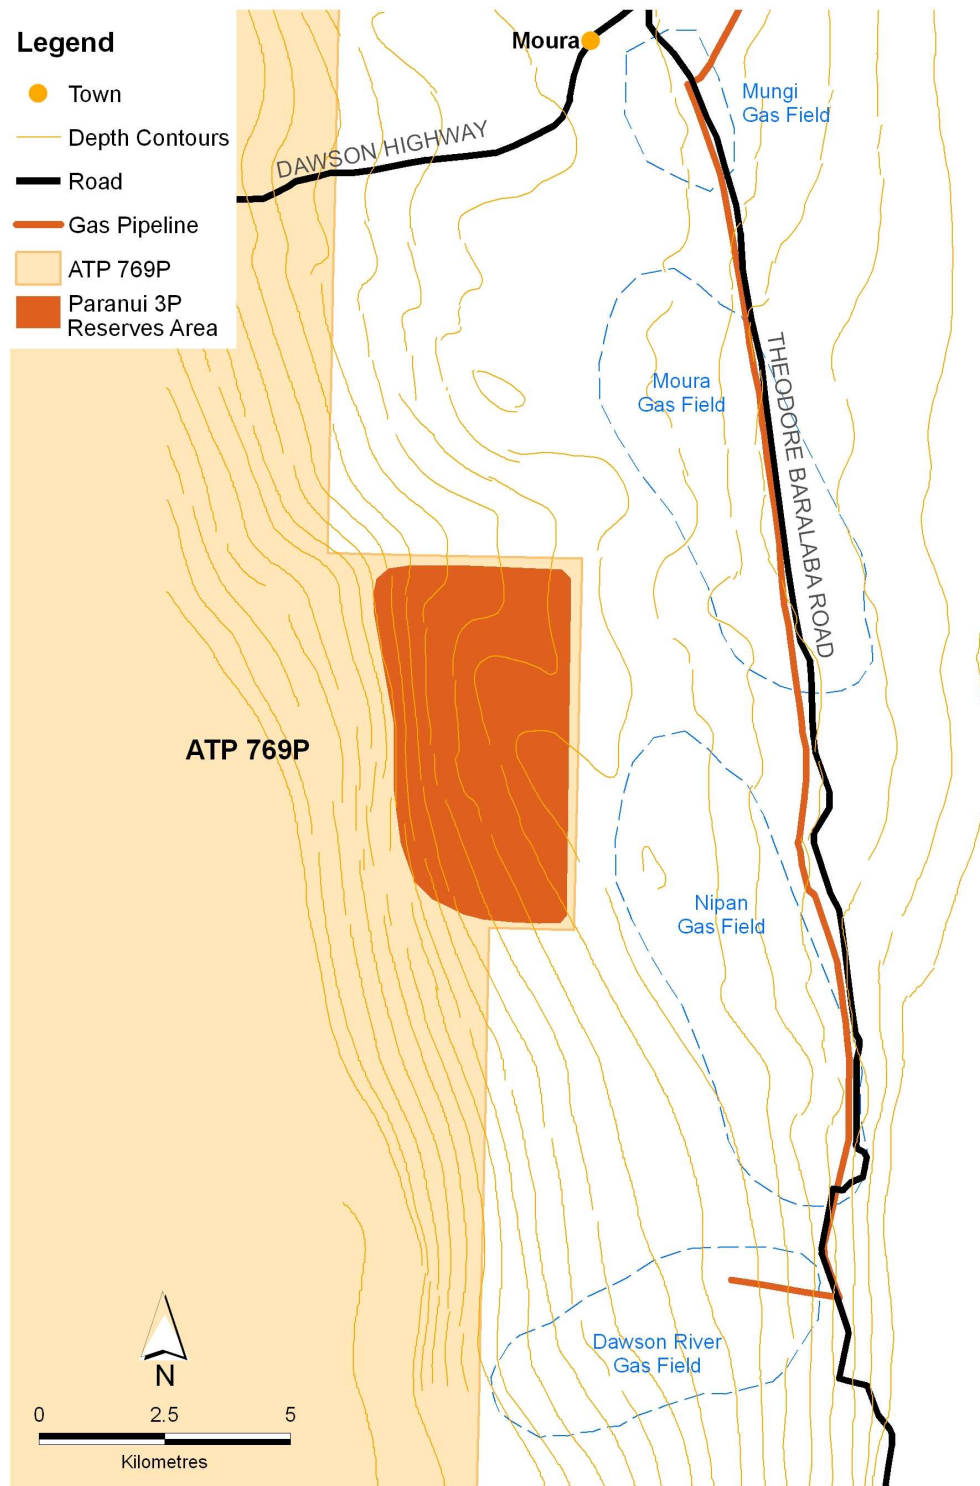 Legend
Town
Depth Contours
Road
Gas Pipeline
ATP 769P
Paranui 3P
Reserves Area
Moura
DAWSON HIGHWAY
Mungi
Gas Field
Moura
Gas Field
THEODORE BARALABA ROAD
ATP 769P
Nipan
Gas Field
Dawson River
Gas Field
N
0 2.5 5
Kilometres